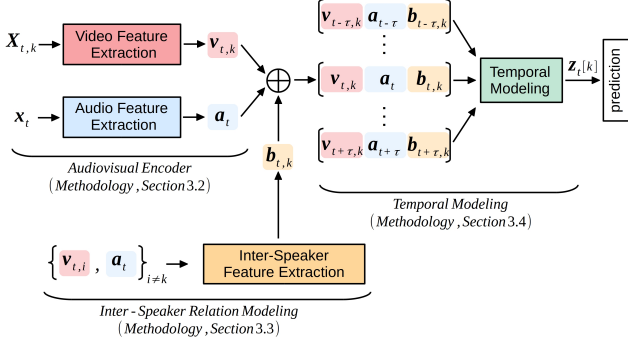 X_{t,k}
Video Feature
Extraction
v_{t,k}
x_t
Audio Feature
Extraction
a_t
Audiovisual Encoder
(Methodology, Section 3.2)
⊕
b_{t,k}
[v_{t-τ,k} a_{t-τ} b_{t-τ,k}]
⋮ ⋮
[v_{t,k} a_t b_{t,k}]
⋮ ⋮
[v_{t+τ,k} a_{t+τ} b_{t+τ,k}]
Temporal
Modeling
z_t[k]
prediction
Temporal Modeling
(Methodology, Section 3.4)
{v_{t,i}, a_t}_{i≠k}
Inter-Speaker
Feature Extraction
Inter-Speaker Relation Modeling
(Methodology, Section 3.3)